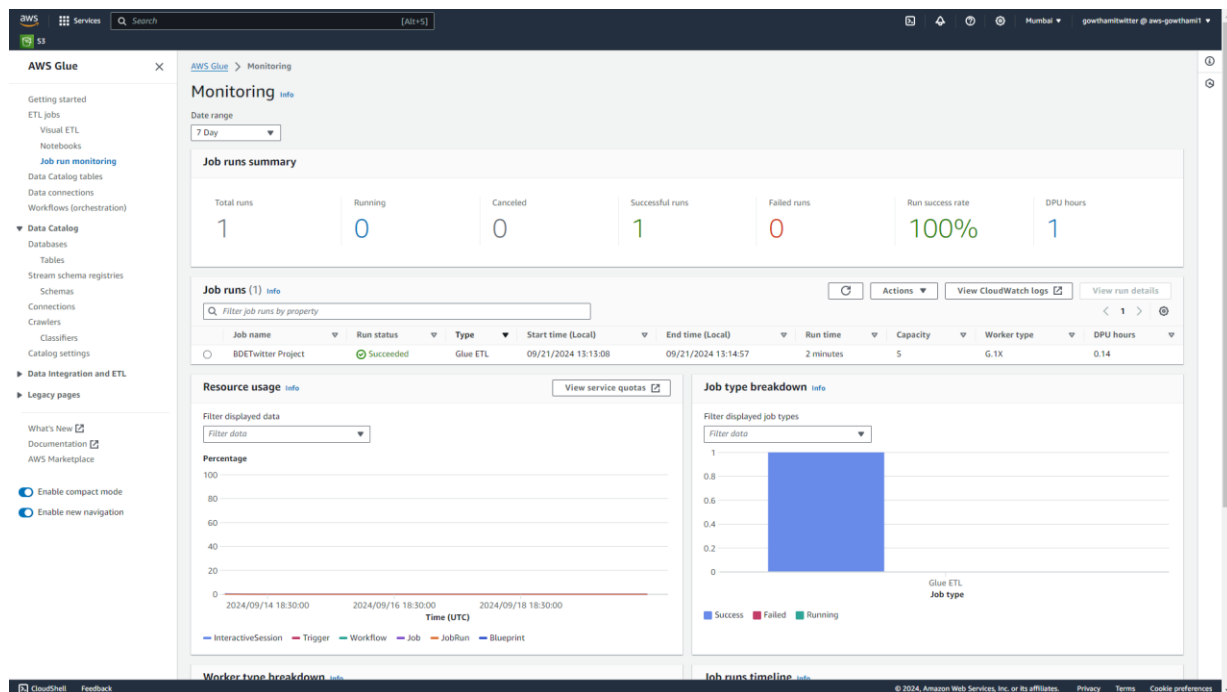 aws Services Search [Alt+S] Mumbai gowthamitwitter @ aws-gowthami1
S3
AWS Glue
Getting started
ETL jobs
Visual ETL
Notebooks
Job run monitoring
Data Catalog tables
Data connections
Workflows (orchestration)
Data Catalog
Databases
Tables
Stream schema registries
Schemas
Connections
Crawlers
Classifiers
Catalog settings
Data Integration and ETL
Legacy pages
What's New
Documentation
AWS Marketplace
Enable compact mode
Enable new navigation
AWS Glue > Monitoring
Monitoring Info
Date range
7 Day
Job runs summary
Total runs Running Canceled Successful runs Failed runs Run success rate DPU hours
1 0 0 1 0 100% 1
Job runs (1) Info Actions View CloudWatch logs View run details
Filter job runs by property 1
Job name Run status Type Start time (Local) End time (Local) Run time Capacity Worker type DPU hours
BDETwitter Project Succeeded Glue ETL 09/21/2024 13:13:08 09/21/2024 13:14:57 2 minutes 5 G.1X 0.14
Resource usage Info View service quotas
Filter displayed data
Filter data
Percentage
100
80
60
40
20
0
2024/09/14 18:30:00 2024/09/16 18:30:00 2024/09/18 18:30:00
Time (UTC)
InteractiveSession Trigger Workflow Job JobRun Blueprint
Job type breakdown Info
Filter displayed job types
Filter data
1
0.8
0.6
0.4
0.2
0
Glue ETL
Job type
Success Failed Running
Worker type breakdown Info
Job runs timeline Info
CloudShell Feedback © 2024, Amazon Web Services, Inc. or its affiliates. Privacy Terms Cookie preferences